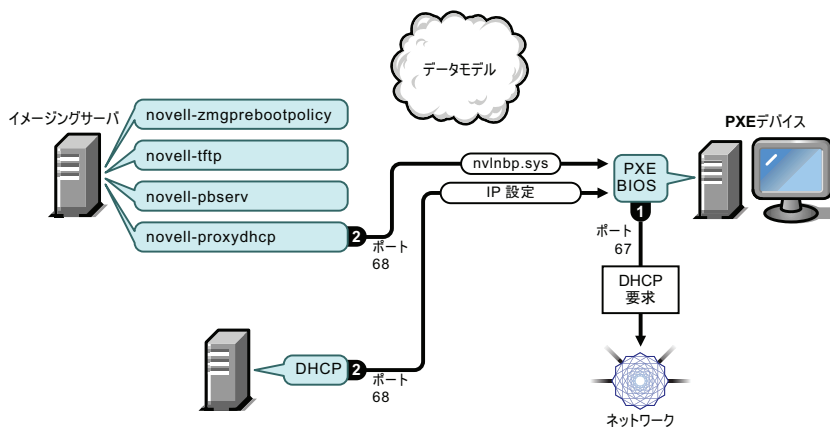 データモデル
イメージングサーバ
novell-zmgprebootpolicy
novell-tftp
novell-pbserv
novell-proxydhcp
2
ポート
68
nvlnbp.sys
IP 設定
PXE
BIOS
1
PXEデバイス
ポート
67
DHCP
要求
ネットワーク
DHCP
2
ポート
68